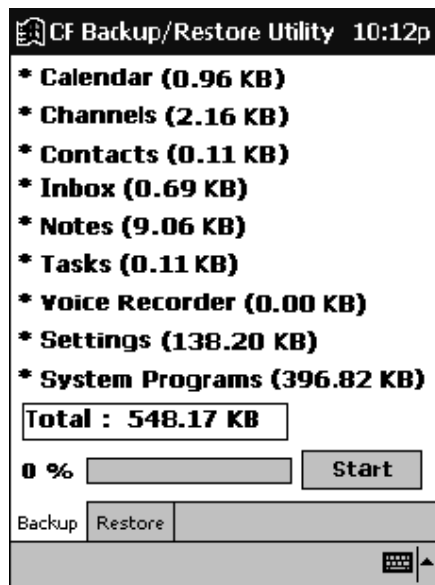 CF Backup/Restore Utility 10:12p
* Calendar (0.96 KB)
* Channels (2.16 KB)
* Contacts (0.11 KB)
* Inbox (0.69 KB)
* Notes (9.06 KB)
* Tasks (0.11 KB)
* Voice Recorder (0.00 KB)
* Settings (138.20 KB)
* System Programs (396.82 KB)
Total : 548.17 KB
0 % Start
Backup Restore